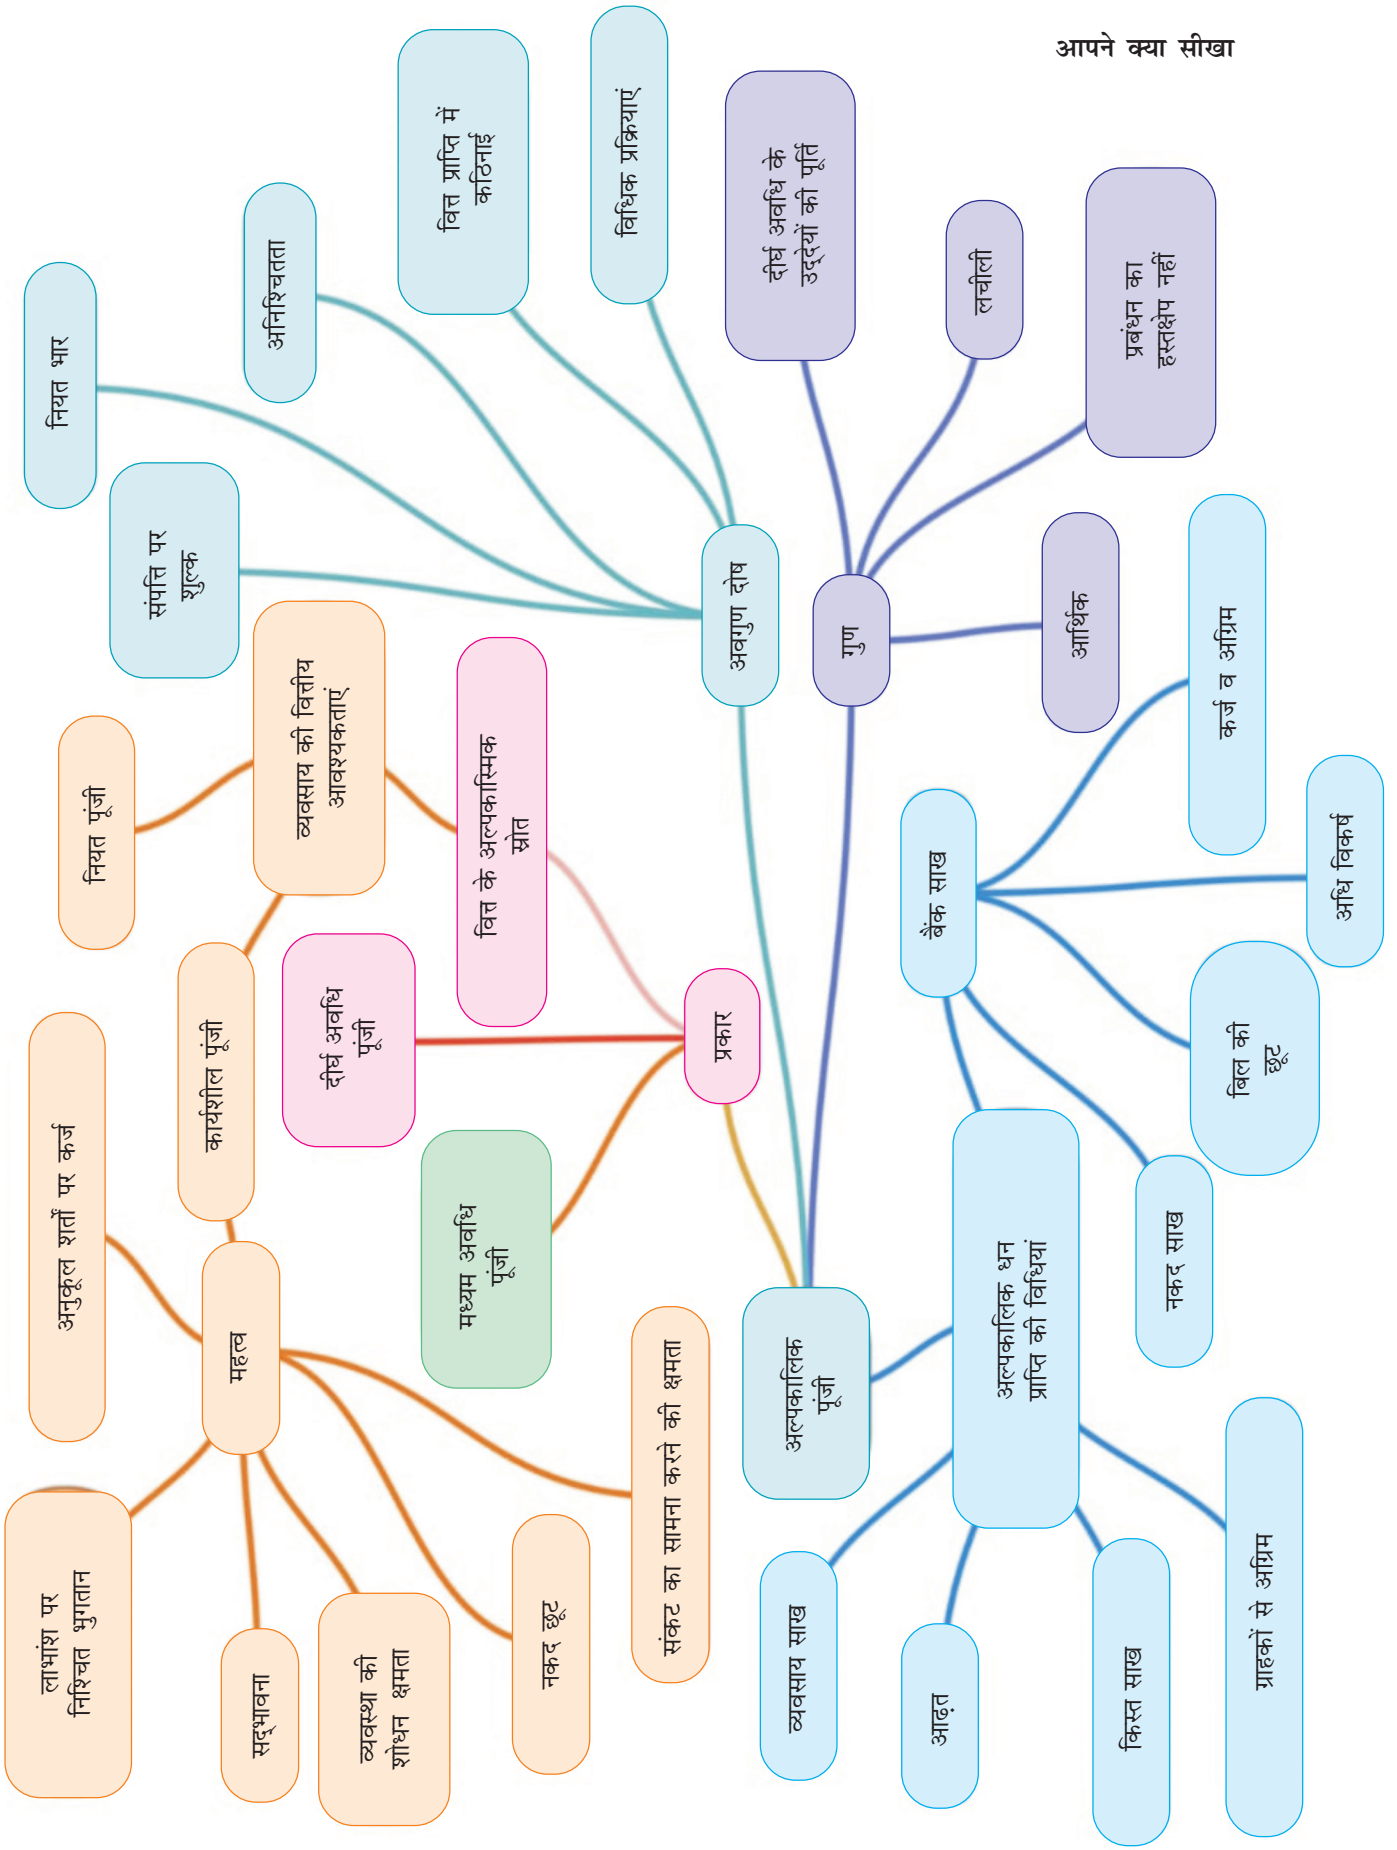 आपने क्या सीखा
लाभांश पर
निश्चित भुगतान
अनुकूल शर्तों पर कर्ज
नियत पूंजी
नियत भार
संपत्ति पर
शुल्क
सद्भावना
महत्व
कार्यशील पूंजी
व्यवसाय की वित्तीय
आवश्यकताएं
अनिश्चितता
व्यवस्था की
शोधन क्षमता
दीर्घ अवधि
पूंजी
वित्त प्राप्ति में
कठिनाई
नकद छूट
मध्यम अवधि
पूंजी
वित्त के अल्पकास्मिक
स्रोत
विधिक प्रक्रियाएं
संकट का सामना करने की क्षमता
प्रकार
अवगुण दोष
दीर्घ अवधि के
उद्देयों की पूर्ति
व्यवसाय साख
अल्पकालिक
पूंजी
गुण
लचीली
आढ़त
बैंक साख
अल्पकालिक धन
प्राप्ति की विधियां
आर्थिक
प्रबंधन का
हस्तक्षेप नहीं
किस्त साख
नकद साख
बिल की
छूट
कर्ज व अग्रिम
ग्राहकों से अग्रिम
अधि विकर्ष